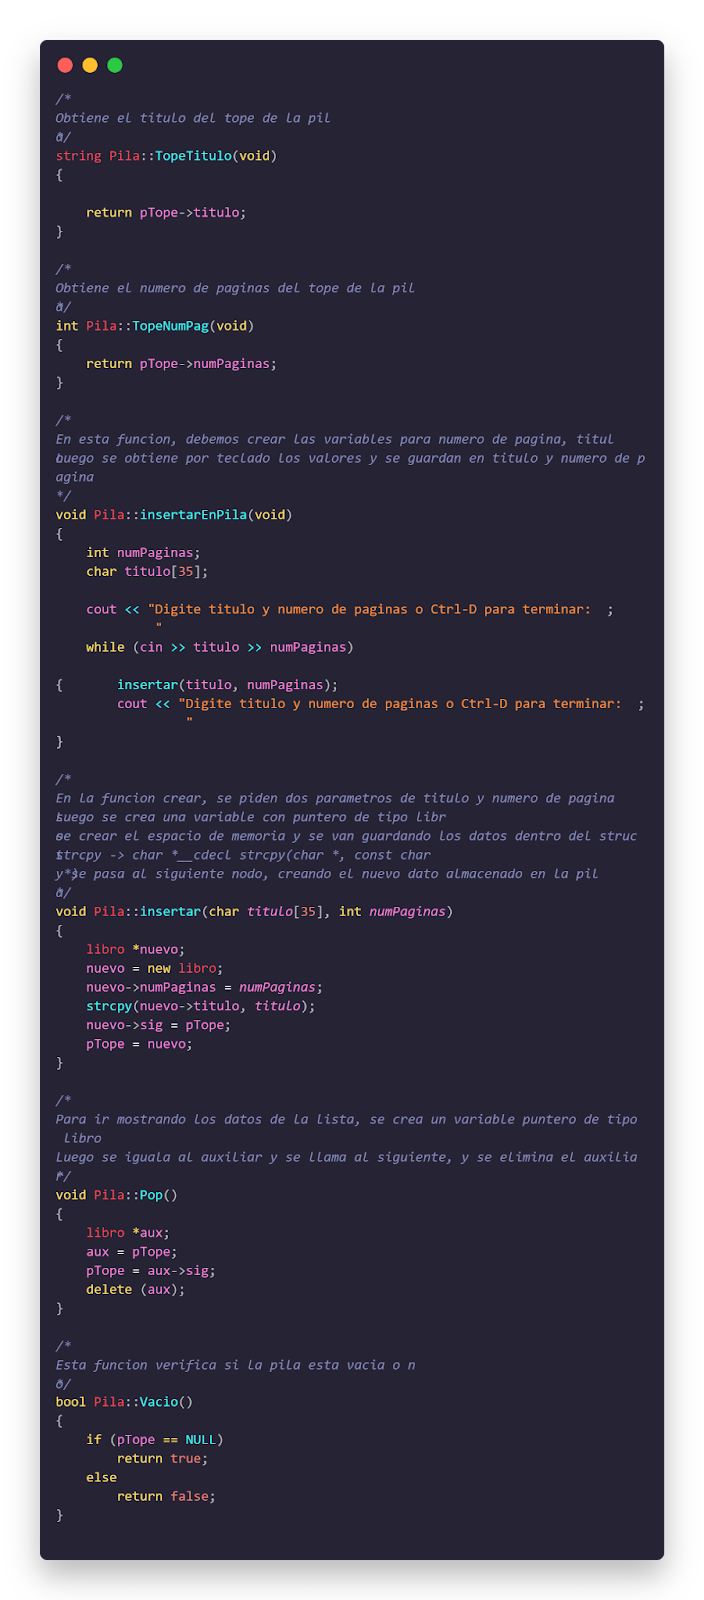 /*
Obtiene el titulo del tope de la pil
a
*/
string Pila::TopeTitulo(void)
{
    return pTope->titulo;
}
/*
Obtiene el numero de paginas del tope de la pil
a
*/
int Pila::TopeNumPag(void)
{
    return pTope->numPaginas;
}
/*
En esta funcion, debemos crear las variables para numero de pagina, titul
o
Luego se obtiene por teclado los valores y se guardan en titulo y numero de p
agina
*/
void Pila::insertarEnPila(void)
{
    int numPaginas;
    char titulo[35];
    cout << "Digite titulo y numero de paginas o Ctrl-D para terminar:  ;
"
    while (cin >> titulo >> numPaginas)
{       insertar(titulo, numPaginas);
        cout << "Digite titulo y numero de paginas o Ctrl-D para terminar:  ;
"
}
/*
En la funcion crear, se piden dos parametros de titulo y numero de pagina
s
Luego se crea una variable con puntero de tipo libr
o
se crear el espacio de memoria y se van guardando los datos dentro del struc
t
strcpy -> char *__cdecl strcpy(char *, const char
*)
y se pasa al siguiente nodo, creando el nuevo dato almacenado en la pil
a
*/
void Pila::insertar(char titulo[35], int numPaginas)
{
    libro *nuevo;
    nuevo = new libro;
    nuevo->numPaginas = numPaginas;
    strcpy(nuevo->titulo, titulo);
    nuevo->sig = pTope;
    pTope = nuevo;
}
/*
Para ir mostrando los datos de la lista, se crea un variable puntero de tipo
 libro
Luego se iguala al auxiliar y se llama al siguiente, y se elimina el auxilia
r
*/
void Pila::Pop()
{
    libro *aux;
    aux = pTope;
    pTope = aux->sig;
    delete (aux);
}
/*
Esta funcion verifica si la pila esta vacia o n
o
*/
bool Pila::Vacio()
{
    if (pTope == NULL)
        return true;
    else
        return false;
}